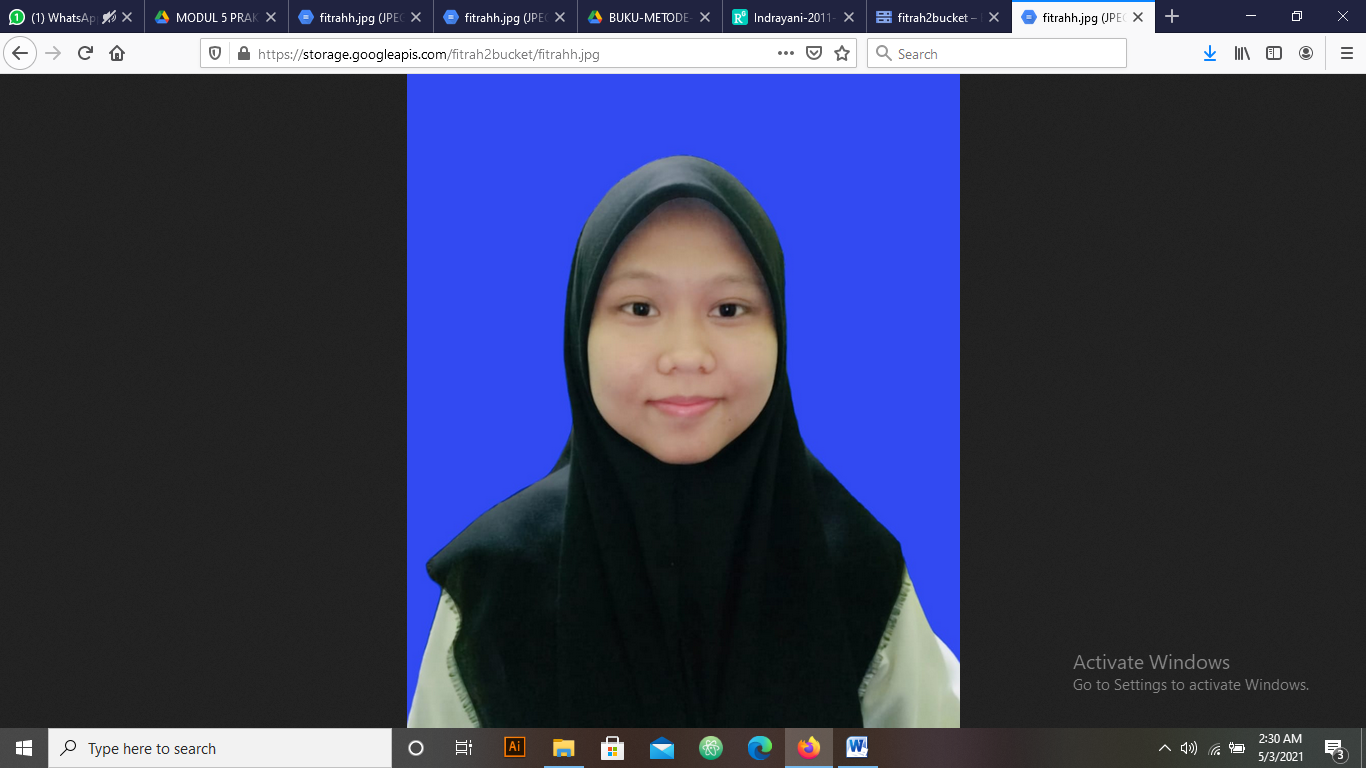 (1) WhatsAp
MODUL 5 PRAK
fitrahh.jpg (JPEG
fitrahh.jpg (JPEG
BUKU-METODE-
Indrayani-2011-
fitrah2bucket –
fitrahh.jpg (JPEG
https://storage.googleapis.com/fitrah2bucket/fitrahh.jpg
Search
Activate Windows
Go to Settings to activate Windows.
Type here to search
Ai
W
2:30 AM
5/3/2021
3